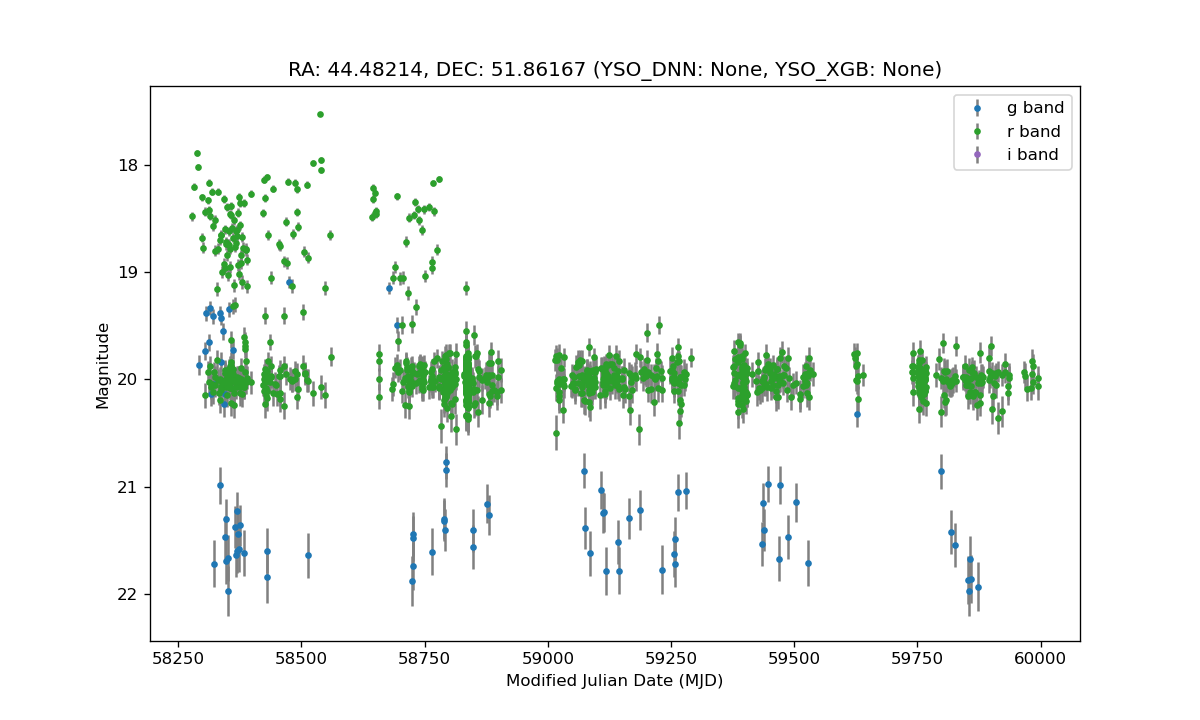 RA: 44.48214, DEC: 51.86167 (YSO_DNN: None, YSO_XGB: None)
g band
r band
i band
18
19
20
21
22
Magnitude
58250 58500 58750 59000 59250 59500 59750 60000
Modified Julian Date (MJD)